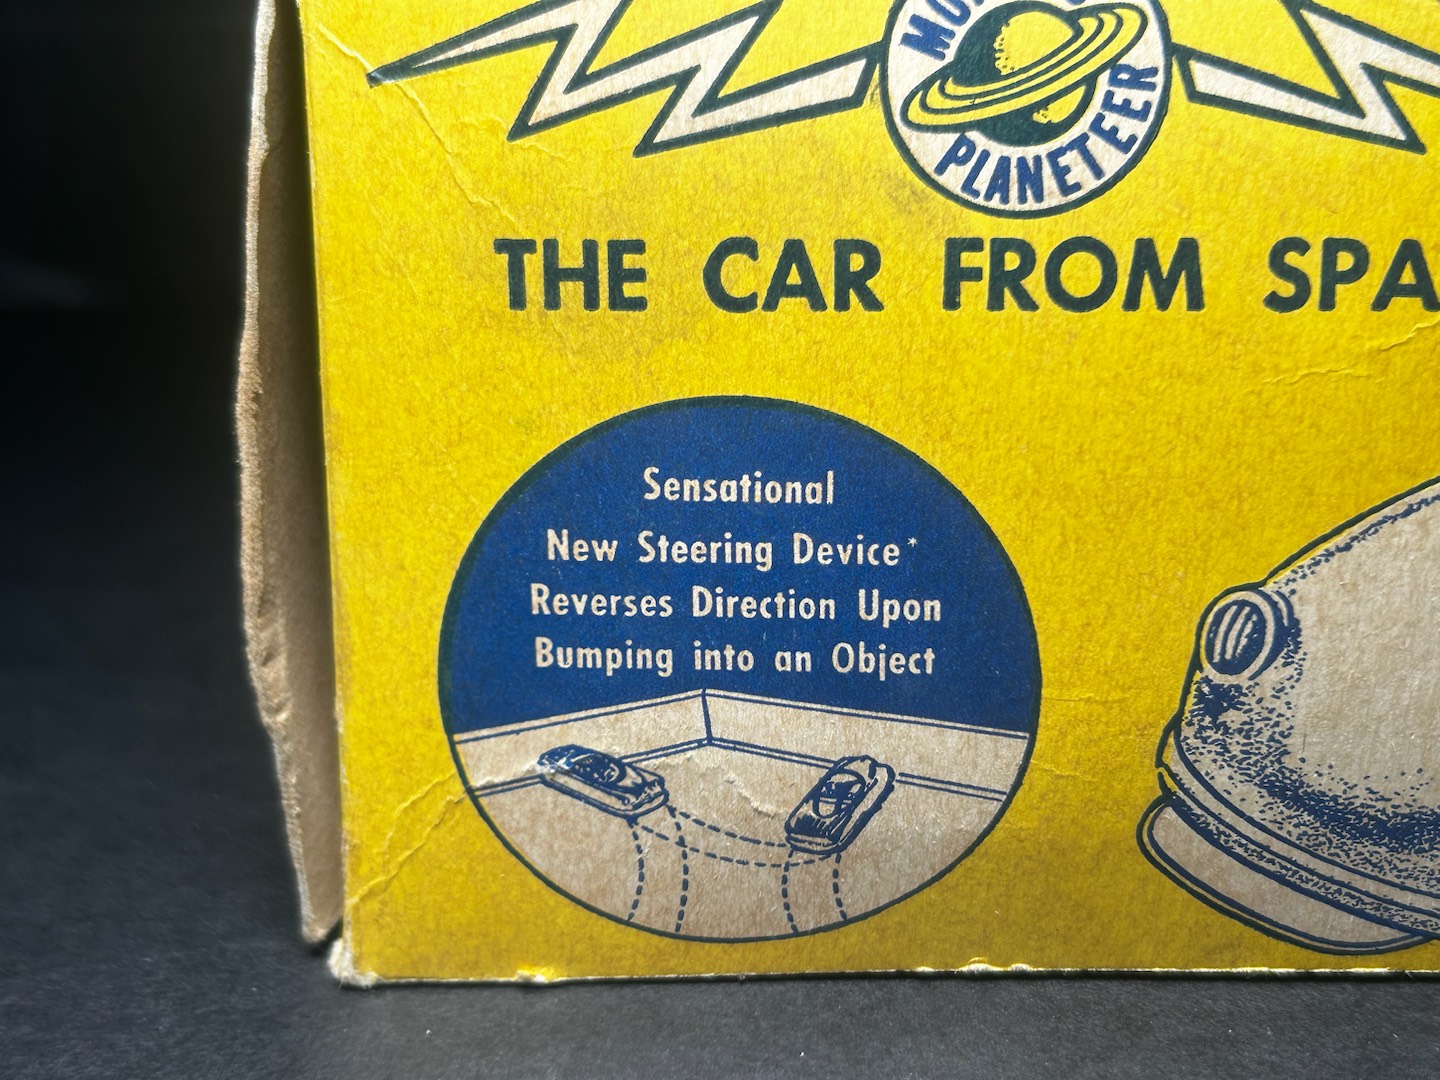 PLANETEER
THE CAR FROM SPA
Sensational
New Steering Device*
Reverses Direction Upon
Bumping into an Object